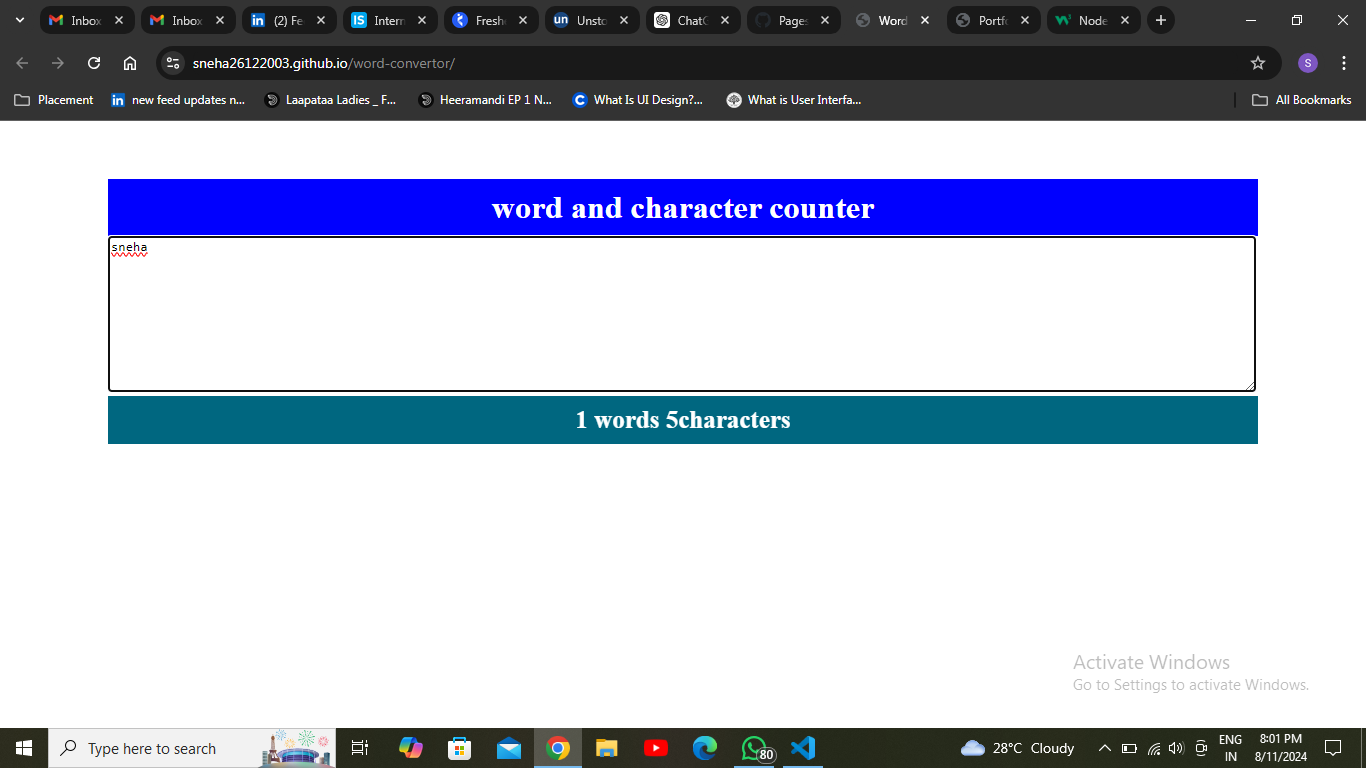 Inbox
Inbox
(2) Fe
Intern
Fresh
Unsto
ChatG
Pages
Word
Portfo
Node
sneha26122003.github.io/word-convertor/
S
Placement
new feed updates n...
Laapataa Ladies _ F...
Heeramandi EP 1 N...
What Is UI Design?...
What is User Interfa...
All Bookmarks
word and character counter
sneha
1 words 5characters
Activate Windows
Go to Settings to activate Windows.
Type here to search
80
28°C Cloudy
ENG
IN
8:01 PM
8/11/2024